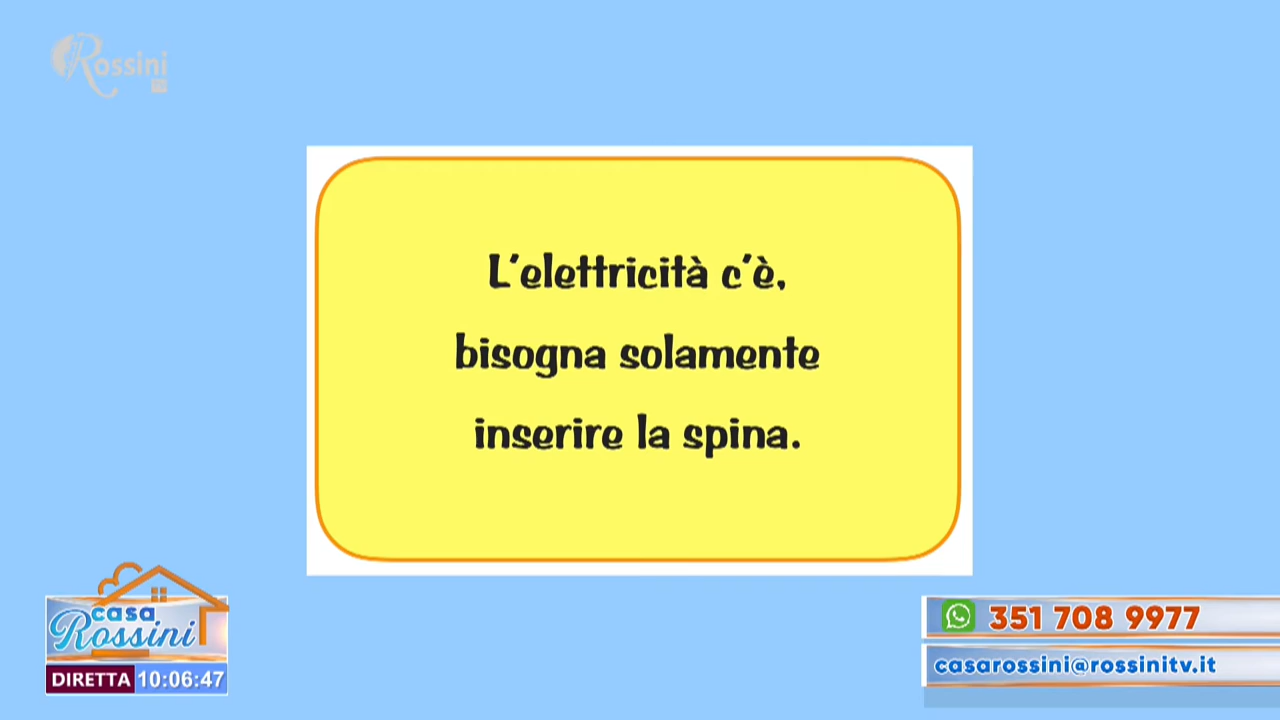 Rossini
TV
L'elettricità c'è,
bisogna solamente
inserire la spina.
casa
Rossini
DIRETTA 10:06:47
351 708 9977
casarossini@rossinitv.it